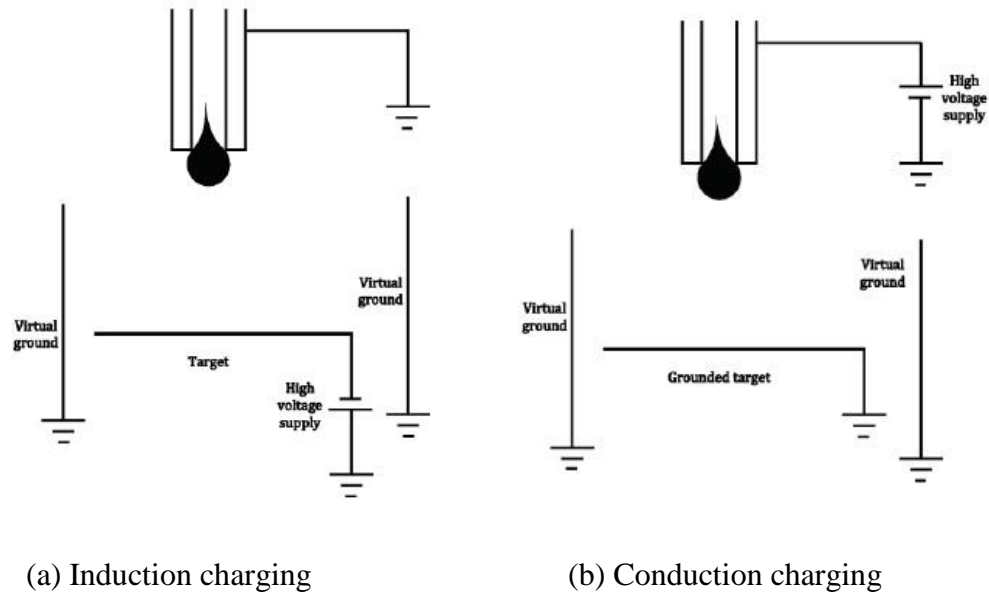 Virtual
ground
Virtual
ground
Target
High
voltage
supply
(a) Induction charging
High
voltage
supply
Virtual
ground
Virtual
ground
Grounded target
(b) Conduction charging